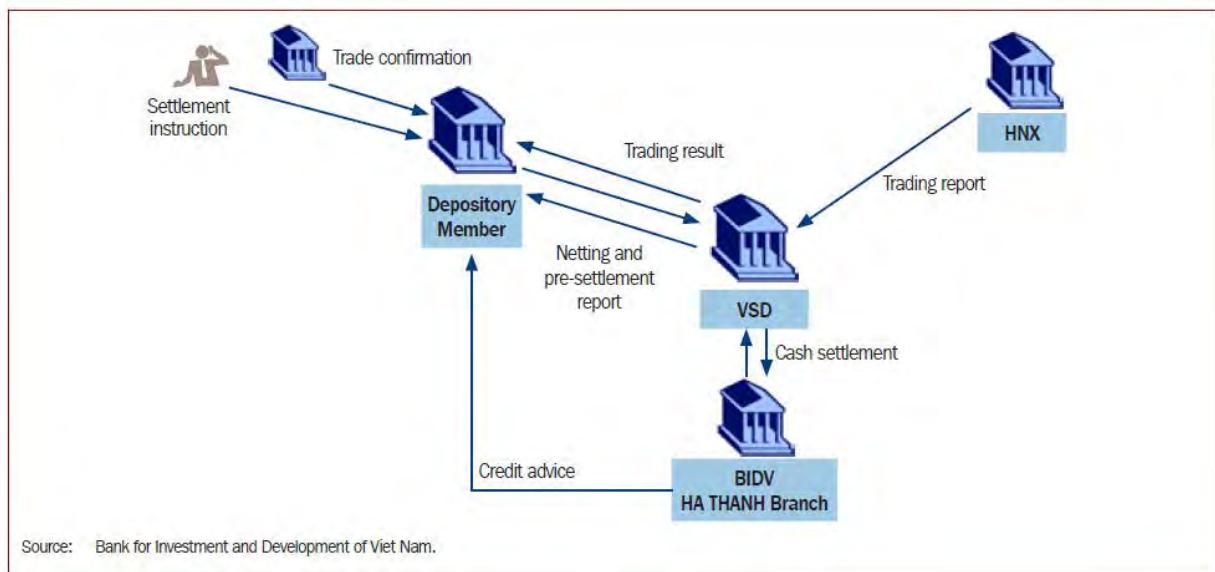 Trade confirmation
Settlement
instruction
HNX
Trading result
Trading report
Depository
Member
Netting and
pre-settlement
report
VSD
Cash settlement
Credit advice
BIDV
HA THANH Branch
Source: Bank for Investment and Development of Viet Nam.